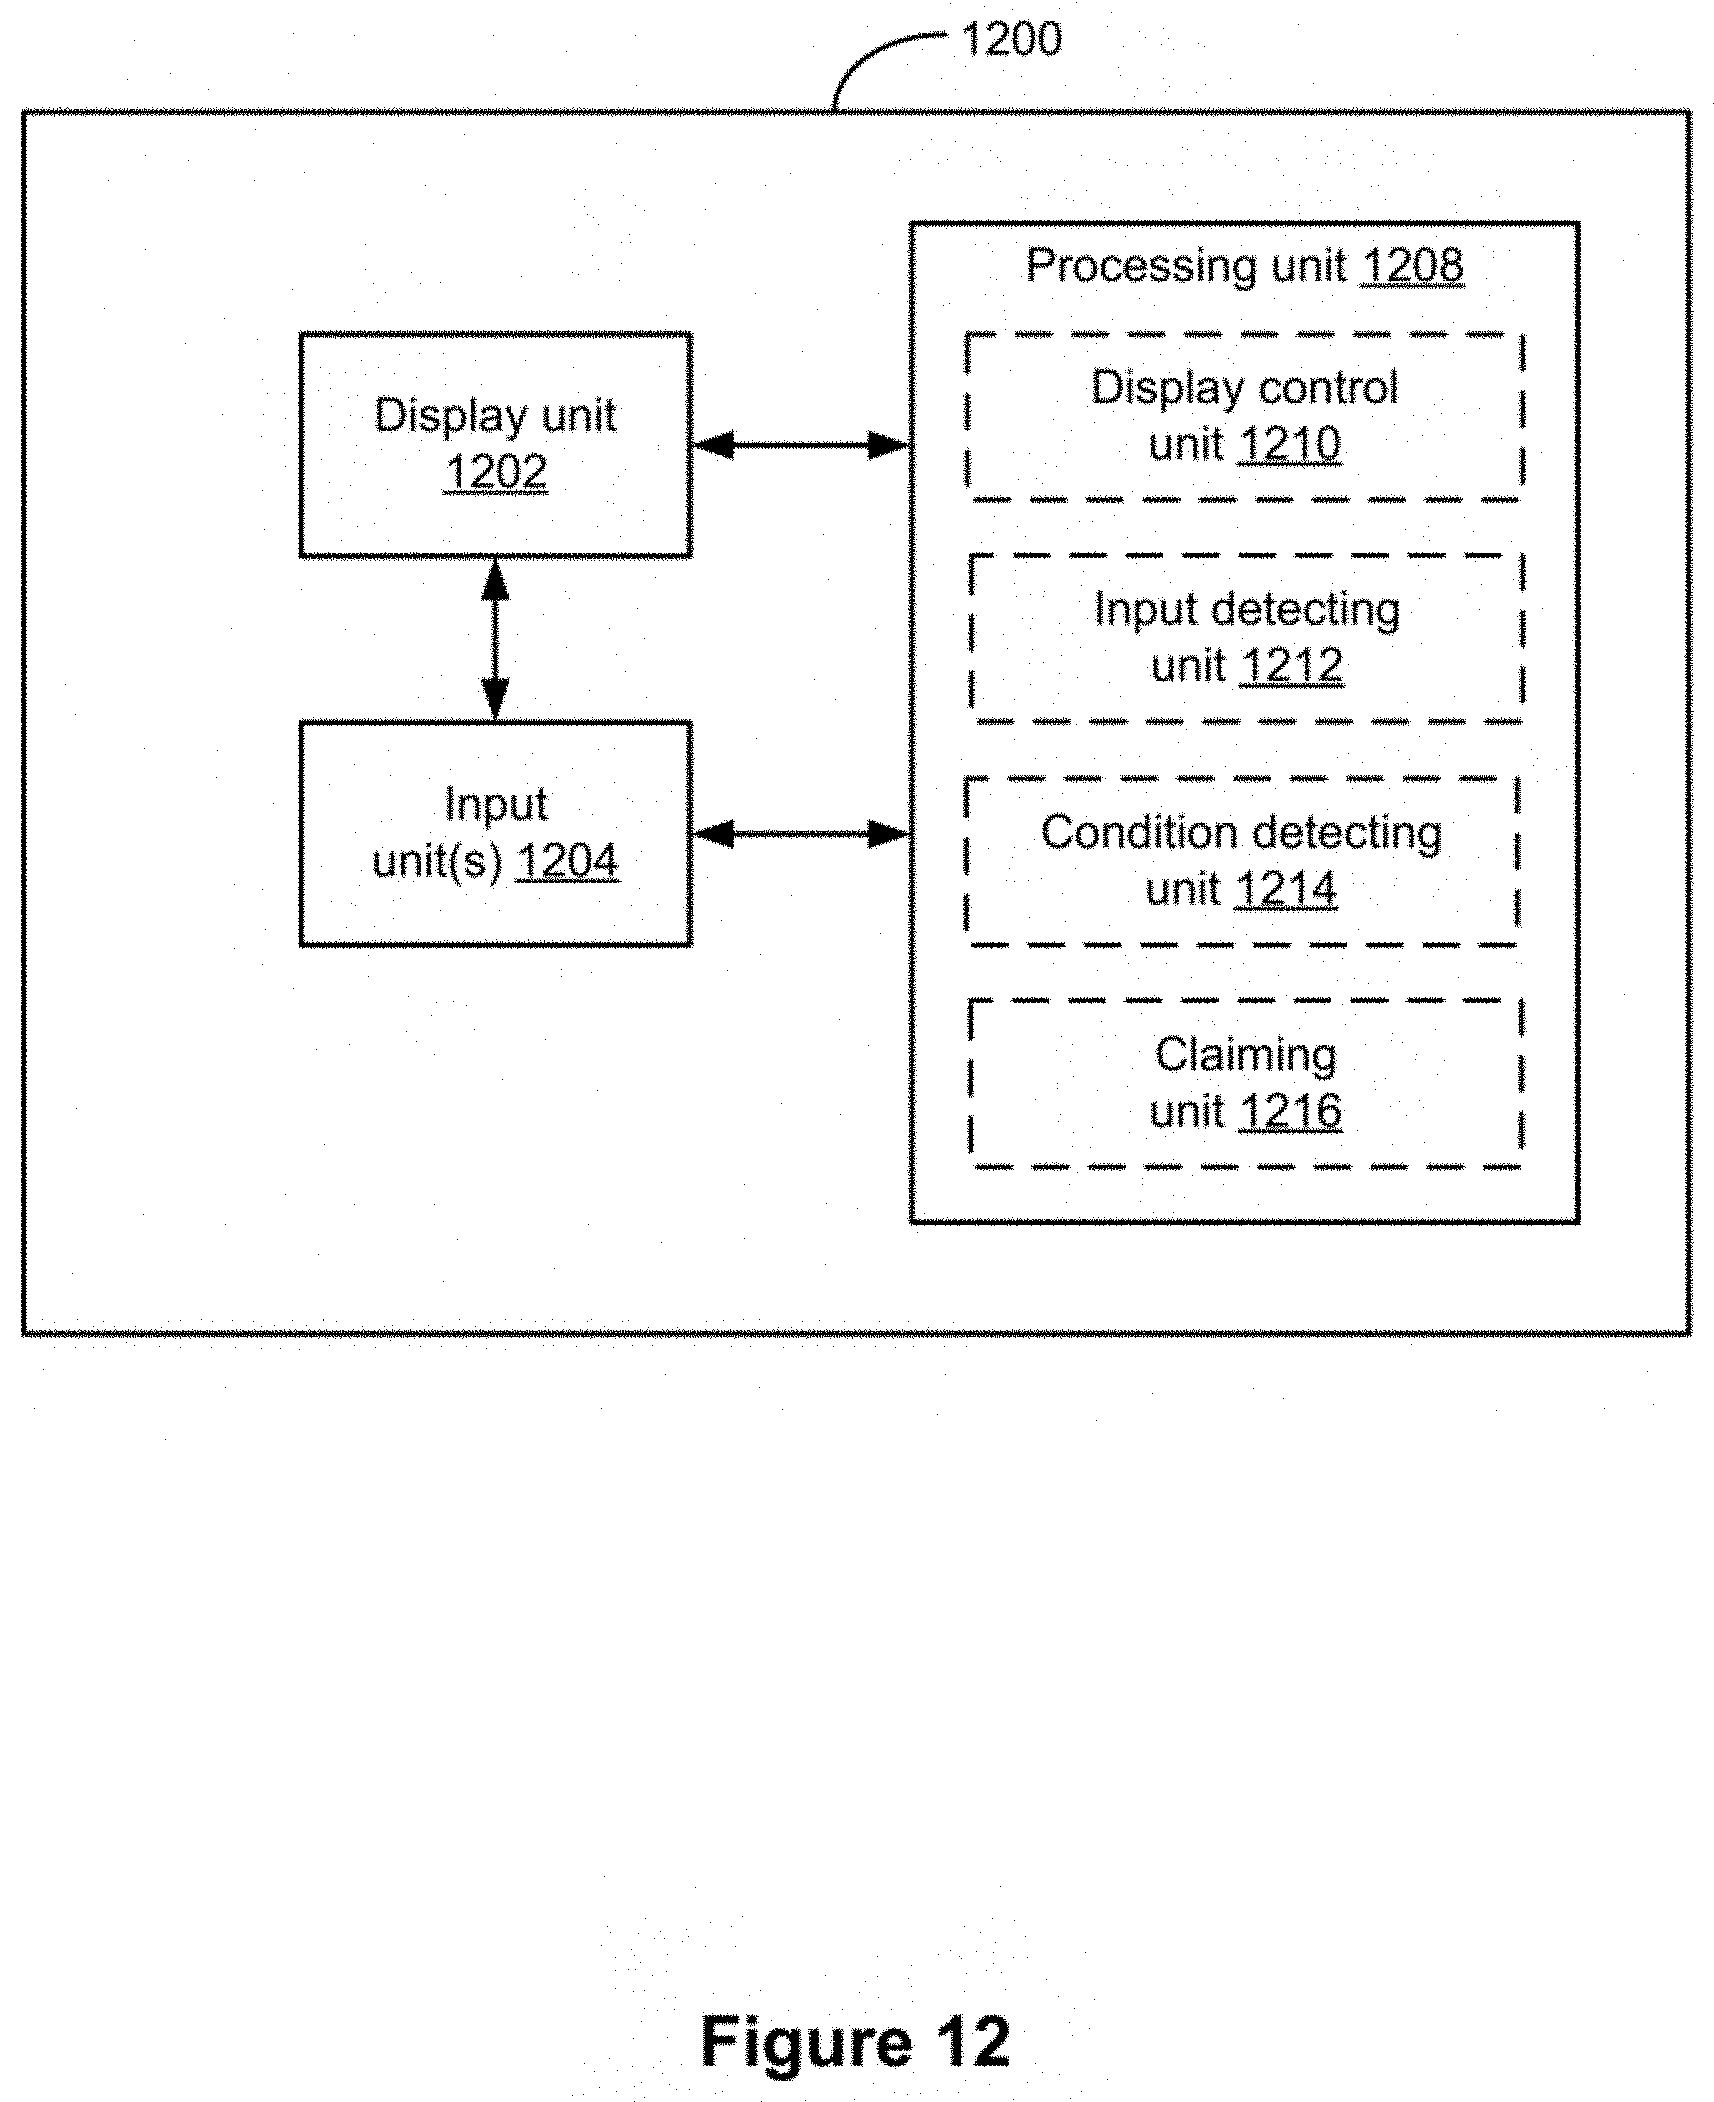 1200
Processing unit 1208
Display control
unit 1210
Display unit
1202
Input detecting
unit 1212
Input
unit(s) 1204
Condition detecting
unit 1214
Claiming
unit 1216
Figure 12